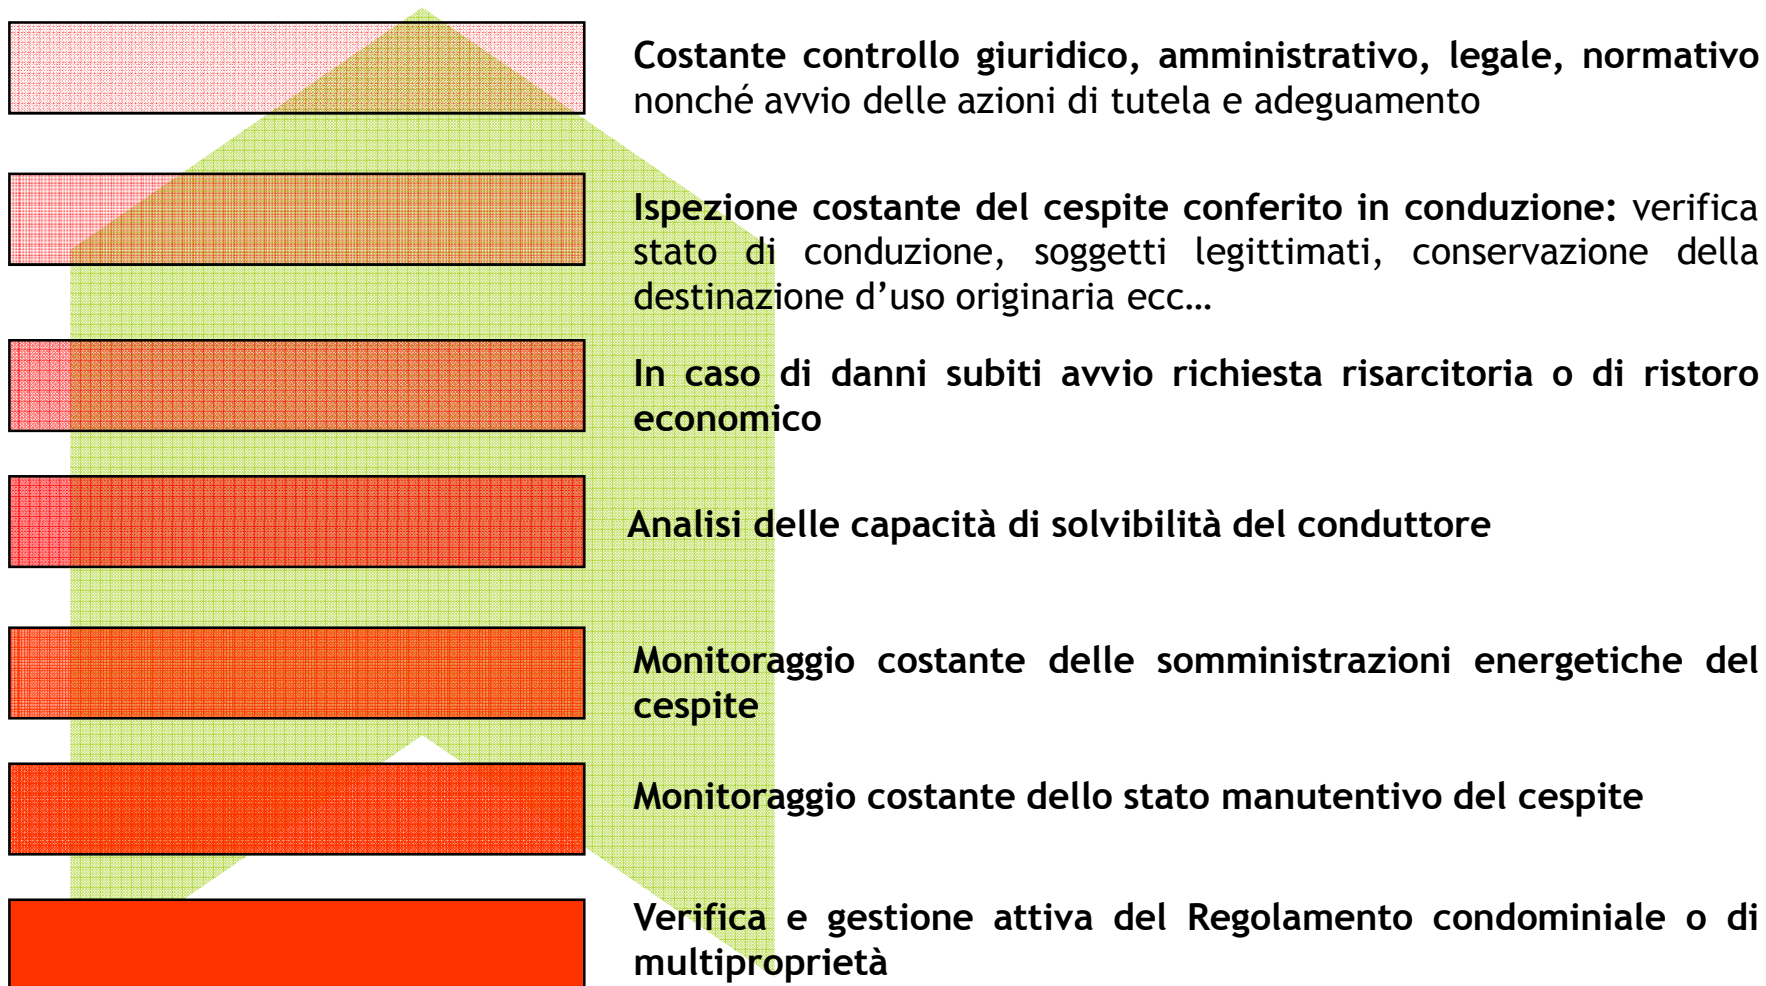 Costante controllo giuridico, amministrativo, legale, normativo
nonché avvio delle azioni di tutela e adeguamento
Ispezione costante del cespite conferito in conduzione: verifica
stato di conduzione, soggetti legittimati, conservazione della
destinazione d’uso originaria ecc…
In caso di danni subiti avvio richiesta risarcitoria o di ristoro
economico
Analisi delle capacità di solvibilità del conduttore
Monitoraggio costante delle somministrazioni energetiche del
cespite
Monitoraggio costante dello stato manutentivo del cespite
Verifica e gestione attiva del Regolamento condominiale o di
multiproprietà